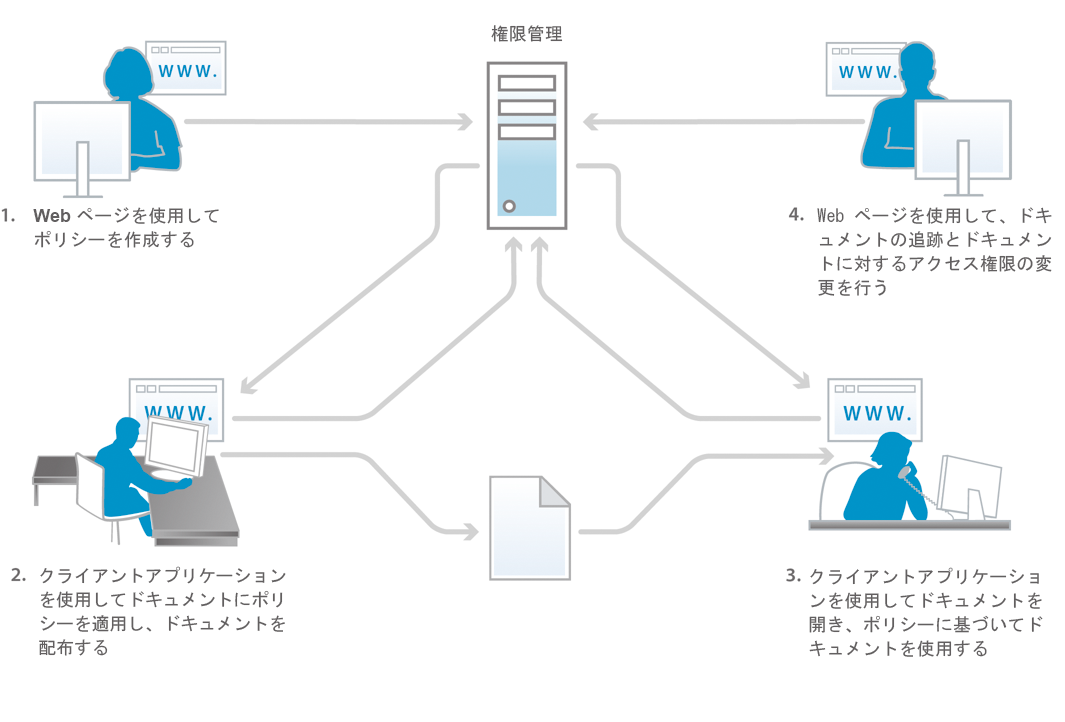 権限管理
WWW.
WWW.
1. Web ページを使用して
ポリシーを作成する
4. Web ページを使用して、ドキ
ュメントの追跡とドキュメン
トに対するアクセス権限の変
更を行う
WWW.
WWW.
2. クライアントアプリケーション
を使用してドキュメントにポリ
シーを適用し、ドキュメントを
配布する
3. クライアントアプリケーショ
ンを使用してドキュメントを
開き、ポリシーに基づいてド
キュメントを使用する